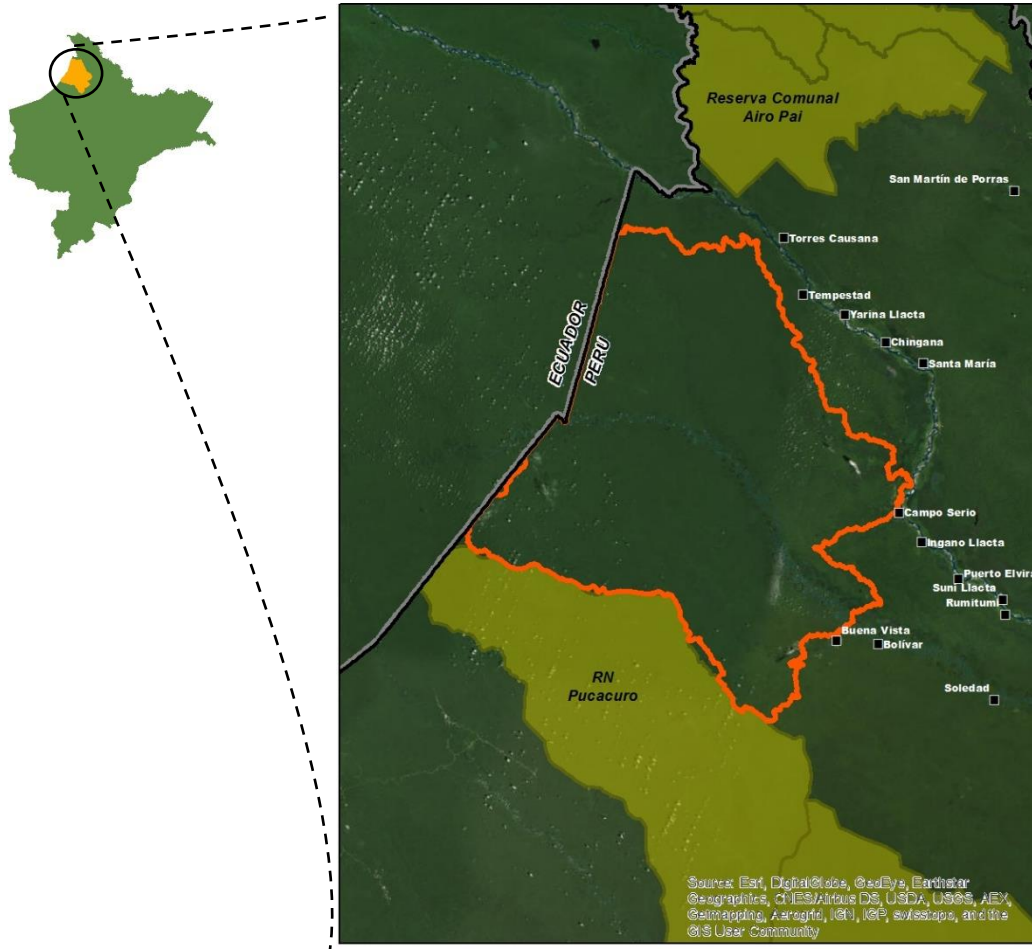 Reserva Comunal
Airo Pai
San Martín de Porras
Torres Causana
Tempestad
Yarina Llacta
Chingana
Santa María
ECUADOR
PERU
Campo Serio
Ingano Llacta
Puerto Elvira
Suni Llacta
Rumitumi
Buena Vista
Bolívar
RN
Pucacuro
Soledad
Source: Esri, DigitalGlobe, GeoEye, Earthstar
Geographics, CNES/Airbus DS, USDA, USGS, AEX,
Getmapping, Aerogrid, IGN, IGP, swisstopo, and the
GIS User Community